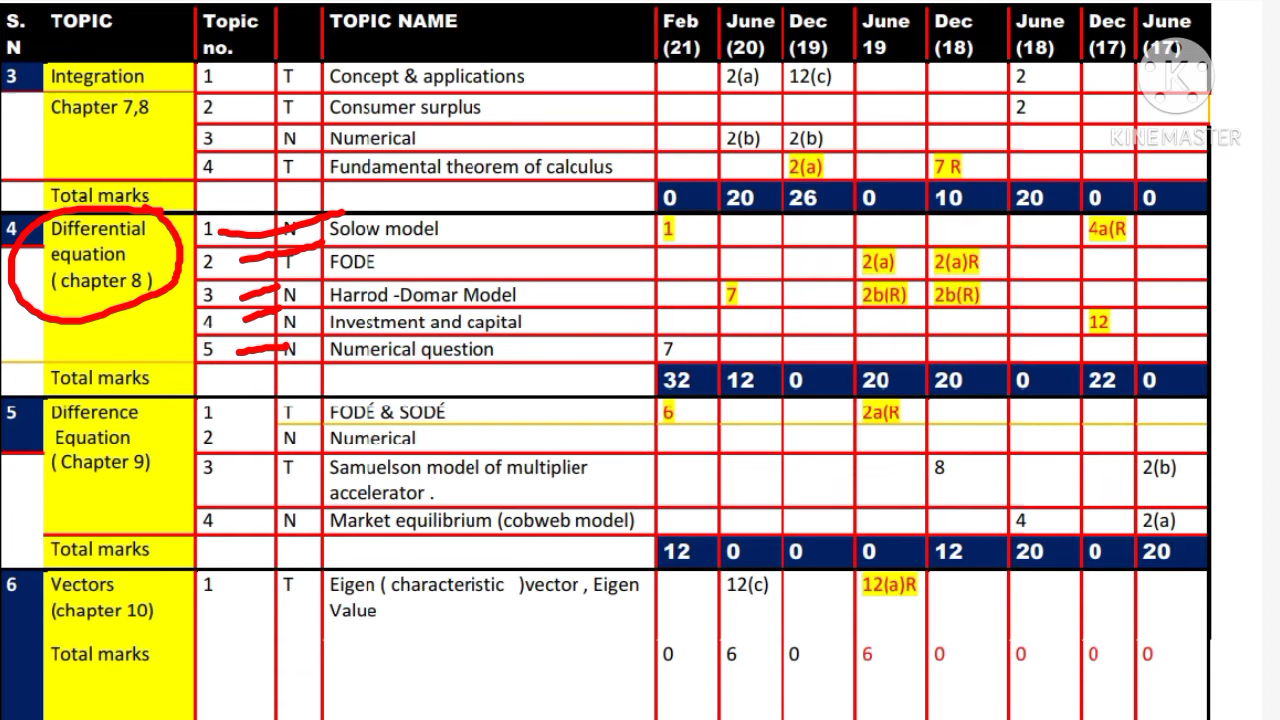 S. N TOPIC Topic no. TOPIC NAME Feb (21) June (20) Dec (19) June 19 Dec (18) June (18) Dec (17) June (17)
3 Integration 1 T Concept & applications 2(a) 12(c) 2
Chapter 7,8 2 T Consumer surplus 2
KINEMASTER
3 N Numerical 2(b) 2(b)
4 T Fundamental theorem of calculus 2(a) 7 R
Total marks 0 20 26 0 10 20 0 0
4 Differential 1 N Solow model 1 4a(R
equation 2 T FODE 2(a) 2(a)R
( chapter 8 ) 3 N Harrod -Domar Model 7 2b(R) 2b(R)
4 N Investment and capital 12
5 N Numerical question 7
Total marks 32 12 0 20 20 0 22 0
5 Difference 1 T FODÉ & SODÉ 6 2a(R
Equation 2 N Numerical
( Chapter 9) 3 T Samuelson model of multiplier 8 2(b)
accelerator .
4 N Market equilibrium (cobweb model) 4 2(a)
Total marks 12 0 0 0 12 20 0 20
6 Vectors 1 T Eigen ( characteristic )vector , Eigen 12(c) 12(a)R
(chapter 10) Value
Total marks 0 6 0 6 0 0 0 0